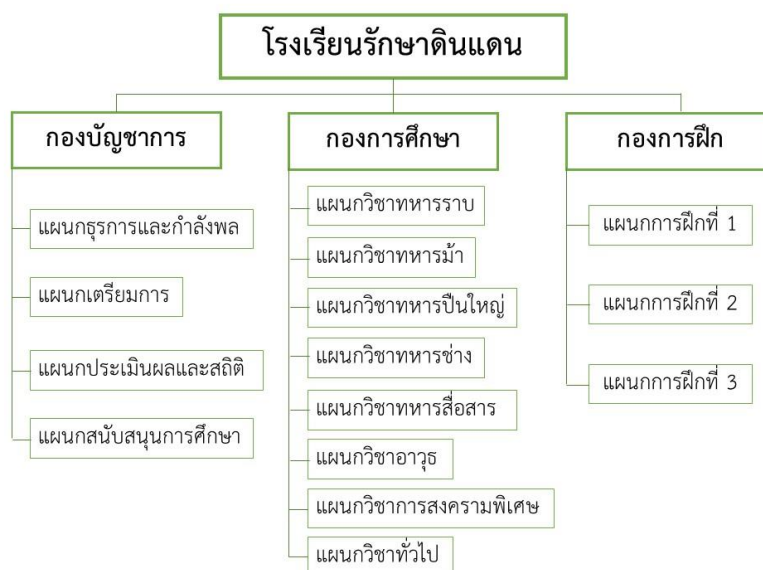 โรงเรียนรักษาดินแดน
กองบัญชาการ
แผนกธุรการและกำลังพล
แผนกเตรียมการ
แผนกประเมินผลและสถิติ
แผนกสนับสนุนการศึกษา
กองการศึกษา
แผนกวิชาทหารราบ
แผนกวิชาทหารม้า
แผนกวิชาทหารปืนใหญ่
แผนกวิชาทหารช่าง
แผนกวิชาทหารสื่อสาร
แผนกวิชาอาวุธ
แผนกวิชาการสงครามพิเศษ
แผนกวิชาทั่วไป
กองการฝึก
แผนกการฝึกที่ 1
แผนกการฝึกที่ 2
แผนกการฝึกที่ 3